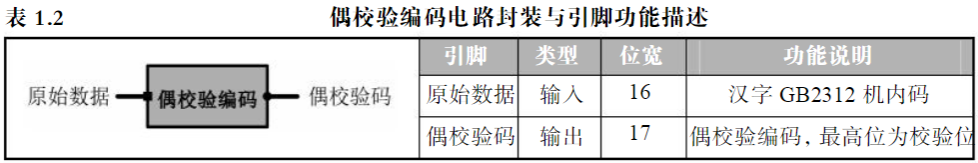 表 1.2 偶校验编码电路封装与引脚功能描述
引脚 类型 位宽 功能说明
原始数据 偶校验编码 偶校验码
原始数据 输入 16 汉字 GB2312 机内码
偶校验码 输出 17 偶校验编码，最高位为校验位